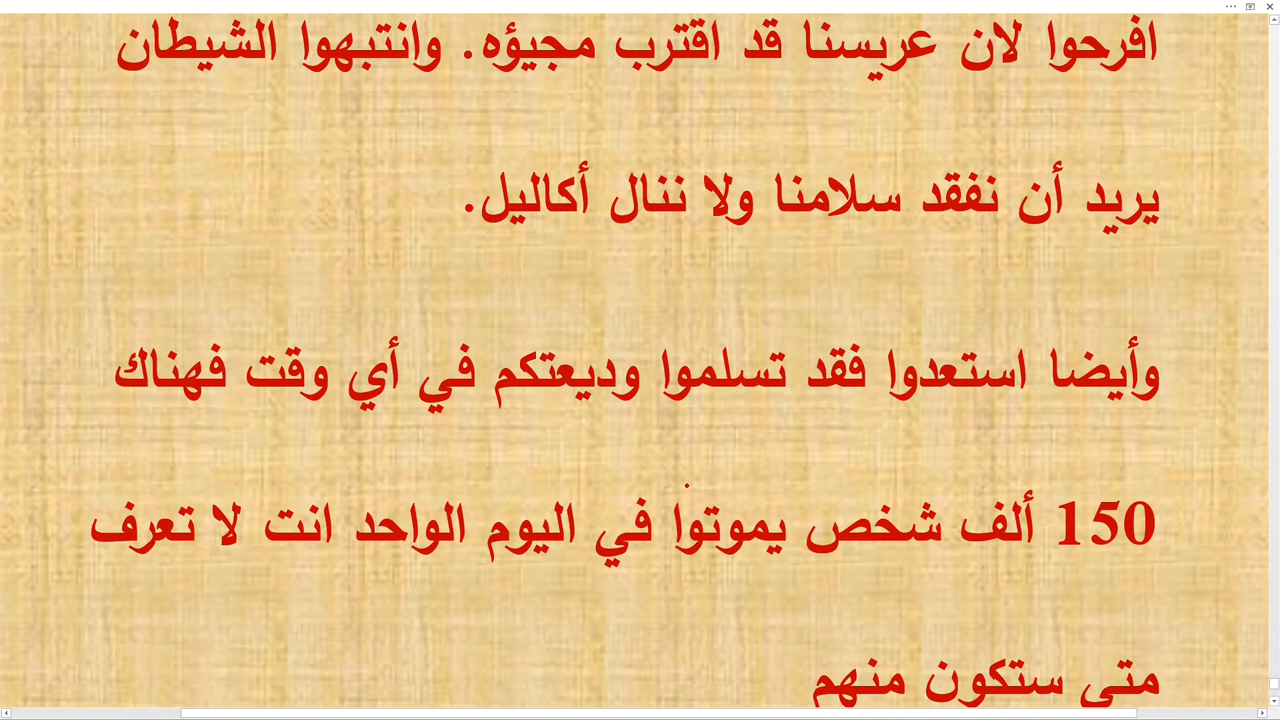 افرحوا لان عريسنا قد اقترب مجيؤه. وانتبهوا الشيطان
يريد أن نفقد سلامنا ولا ننال أكاليل.
وأيضا استعدوا فقد تسلموا وديعتكم في أي وقت فهناك
150 ألف شخص يموتوا في اليوم الواحد انت لا تعرف
متى ستكون منهم